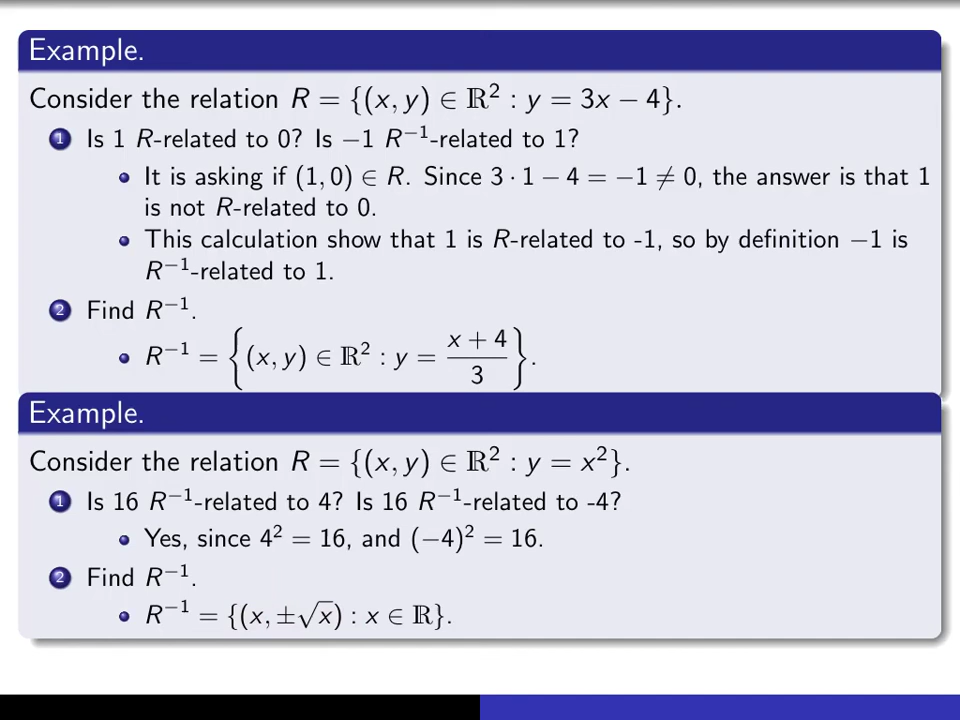 Example.
Consider the relation R = {(x, y) ∈ ℝ² : y = 3x − 4}.
1 Is 1 R-related to 0? Is −1 R⁻¹-related to 1?
• It is asking if (1, 0) ∈ R. Since 3 · 1 − 4 = −1 ≠ 0, the answer is that 1
is not R-related to 0.
• This calculation show that 1 is R-related to -1, so by definition −1 is
R⁻¹-related to 1.
2 Find R⁻¹.
• R⁻¹ = {(x, y) ∈ ℝ² : y = (x + 4)/3}.
Example.
Consider the relation R = {(x, y) ∈ ℝ² : y = x²}.
1 Is 16 R⁻¹-related to 4? Is 16 R⁻¹-related to -4?
• Yes, since 4² = 16, and (−4)² = 16.
2 Find R⁻¹.
• R⁻¹ = {(x, ±√x) : x ∈ ℝ}.